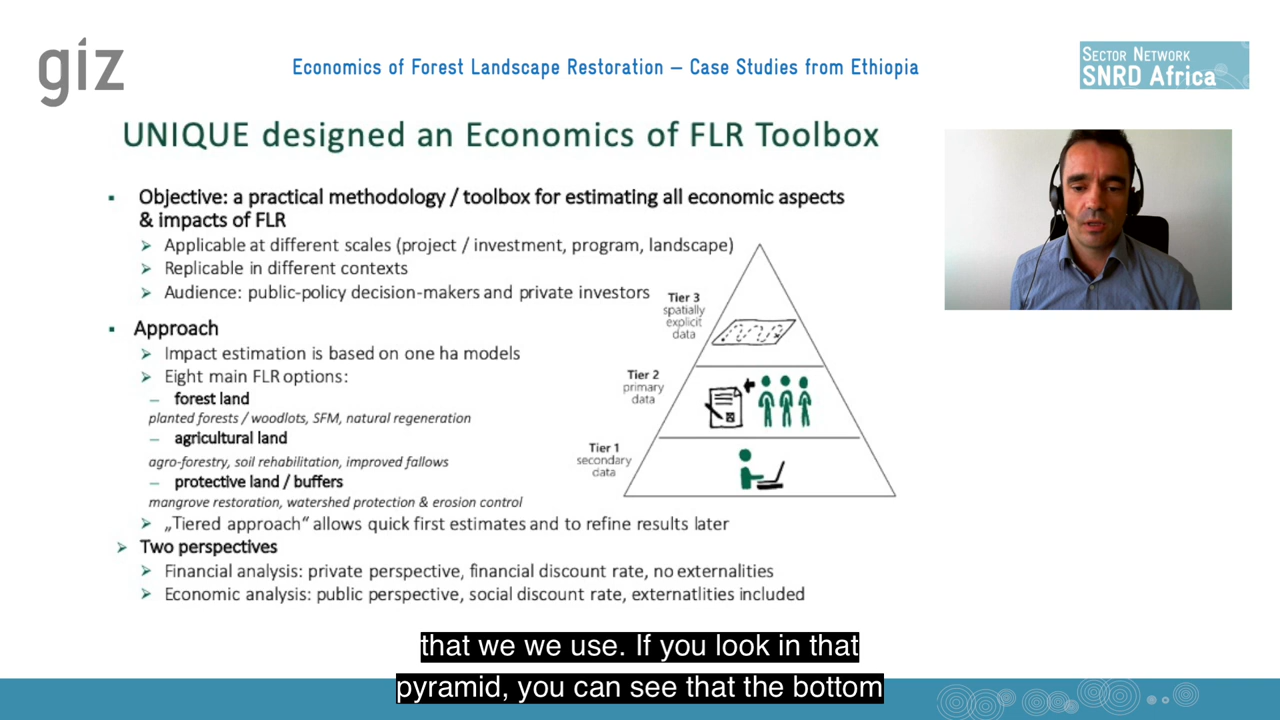 giz
Economics of Forest Landscape Restoration – Case Studies from Ethiopia
SECTOR NETWORK
SNRD Africa
UNIQUE designed an Economics of FLR Toolbox
▪ Objective: a practical methodology / toolbox for estimating all economic aspects
& impacts of FLR
➢ Applicable at different scales (project / investment, program, landscape)
➢ Replicable in different contexts
➢ Audience: public-policy decision-makers and private investors
▪ Approach
➢ Impact estimation is based on one ha models
➢ Eight main FLR options:
– forest land
planted forests / woodlots, SFM, natural regeneration
– agricultural land
agro-forestry, soil rehabilitation, improved fallows
– protective land / buffers
mangrove restoration, watershed protection & erosion control
➢ „Tiered approach“ allows quick first estimates and to refine results later
➢ Two perspectives
➢ Financial analysis: private perspective, financial discount rate, no externalities
➢ Economic analysis: public perspective, social discount rate, externatlities included
Tier 3
spatially
explicit
data
Tier 2
primary
data
Tier 1
secondary
data
that we we use. If you look in that
pyramid, you can see that the bottom